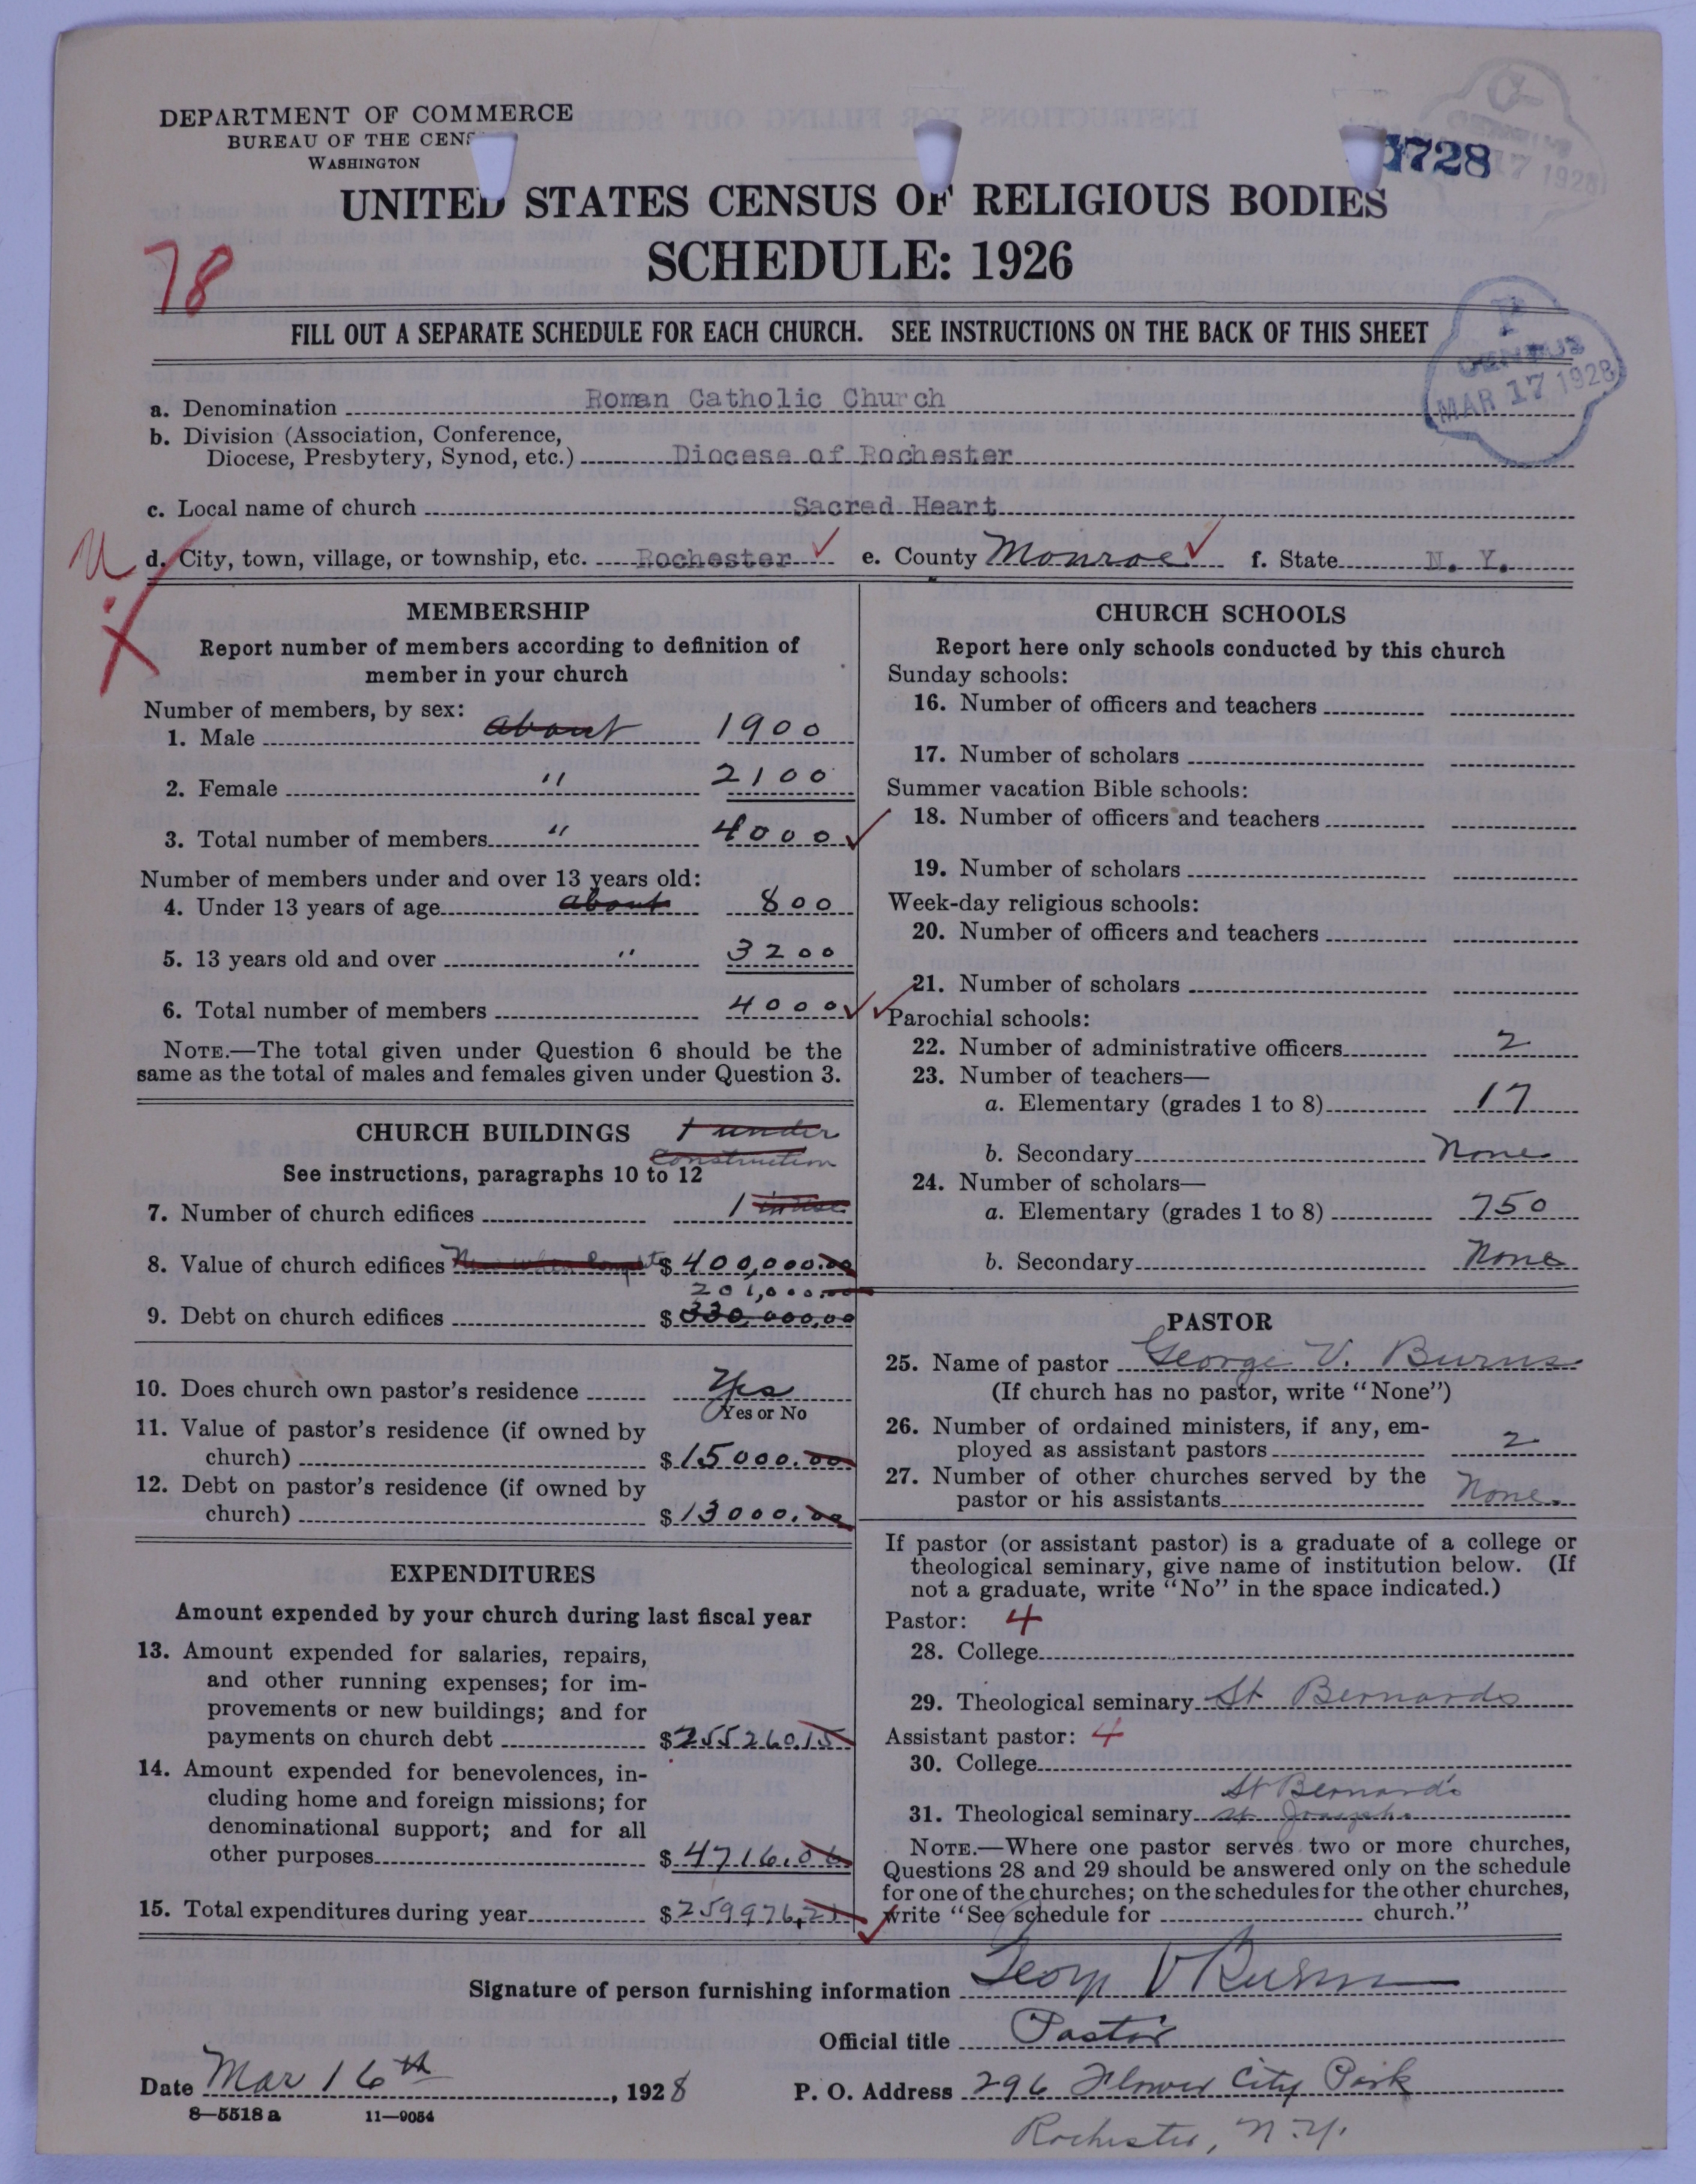 DEPARTMENT OF COMMERCE
BUREAU OF THE CENS
WASHINGTON
1728
CENSUS
MAR 17 1928
UNITED STATES CENSUS OF RELIGIOUS BODIES
SCHEDULE: 1926
78
FILL OUT A SEPARATE SCHEDULE FOR EACH CHURCH. SEE INSTRUCTIONS ON THE BACK OF THIS SHEET
P
CENSUS
MAR 17 1928
a. Denomination Roman Catholic Church
b. Division (Association, Conference,
Diocese, Presbytery, Synod, etc.) Diocese of Rochester
c. Local name of church Sacred Heart
d. City, town, village, or township, etc. Rochester e. County Monroe f. State N. Y.
MEMBERSHIP
Report number of members according to definition of
member in your church
Number of members, by sex:
1. Male about 1900
2. Female " 2100
3. Total number of members " 4000
Number of members under and over 13 years old:
4. Under 13 years of age about 800
5. 13 years old and over " 3200
6. Total number of members 4000
NOTE.—The total given under Question 6 should be the
same as the total of males and females given under Question 3.
CHURCH BUILDINGS 1 under
construction
See instructions, paragraphs 10 to 12
7. Number of church edifices 1 in use
8. Value of church edifices $ 400,000.00
201,000.00
9. Debt on church edifices $ 330,000.00
10. Does church own pastor's residence Yes
Yes or No
11. Value of pastor's residence (if owned by
church) $ 15000.00
12. Debt on pastor's residence (if owned by
church) $ 13000.00
EXPENDITURES
Amount expended by your church during last fiscal year
13. Amount expended for salaries, repairs,
and other running expenses; for im-
provements or new buildings; and for
payments on church debt $255260.15
14. Amount expended for benevolences, in-
cluding home and foreign missions; for
denominational support; and for all
other purposes $ 4716.06
15. Total expenditures during year $259976.21
CHURCH SCHOOLS
Report here only schools conducted by this church
Sunday schools:
16. Number of officers and teachers
17. Number of scholars
Summer vacation Bible schools:
18. Number of officers and teachers
19. Number of scholars
Week-day religious schools:
20. Number of officers and teachers
21. Number of scholars
Parochial schools:
22. Number of administrative officers 2
23. Number of teachers—
a. Elementary (grades 1 to 8) 17
b. Secondary None
24. Number of scholars—
a. Elementary (grades 1 to 8) 750
b. Secondary None
PASTOR
25. Name of pastor George V. Burns
(If church has no pastor, write "None")
26. Number of ordained ministers, if any, em-
ployed as assistant pastors 2
27. Number of other churches served by the
pastor or his assistants None.
If pastor (or assistant pastor) is a graduate of a college or
theological seminary, give name of institution below. (If
not a graduate, write "No" in the space indicated.)
Pastor: 4
28. College
29. Theological seminary St Bernards
Assistant pastor: 4
30. College
St Bernard's
31. Theological seminary St Josephs
NOTE.—Where one pastor serves two or more churches,
Questions 28 and 29 should be answered only on the schedule
for one of the churches; on the schedules for the other churches,
write "See schedule for church."
Signature of person furnishing information George V Burns
Official title Pastor
Date Mar 16th, 1928 P. O. Address 296 Flower City Park
8—5518 a 11—9054
Rochester, N.Y.